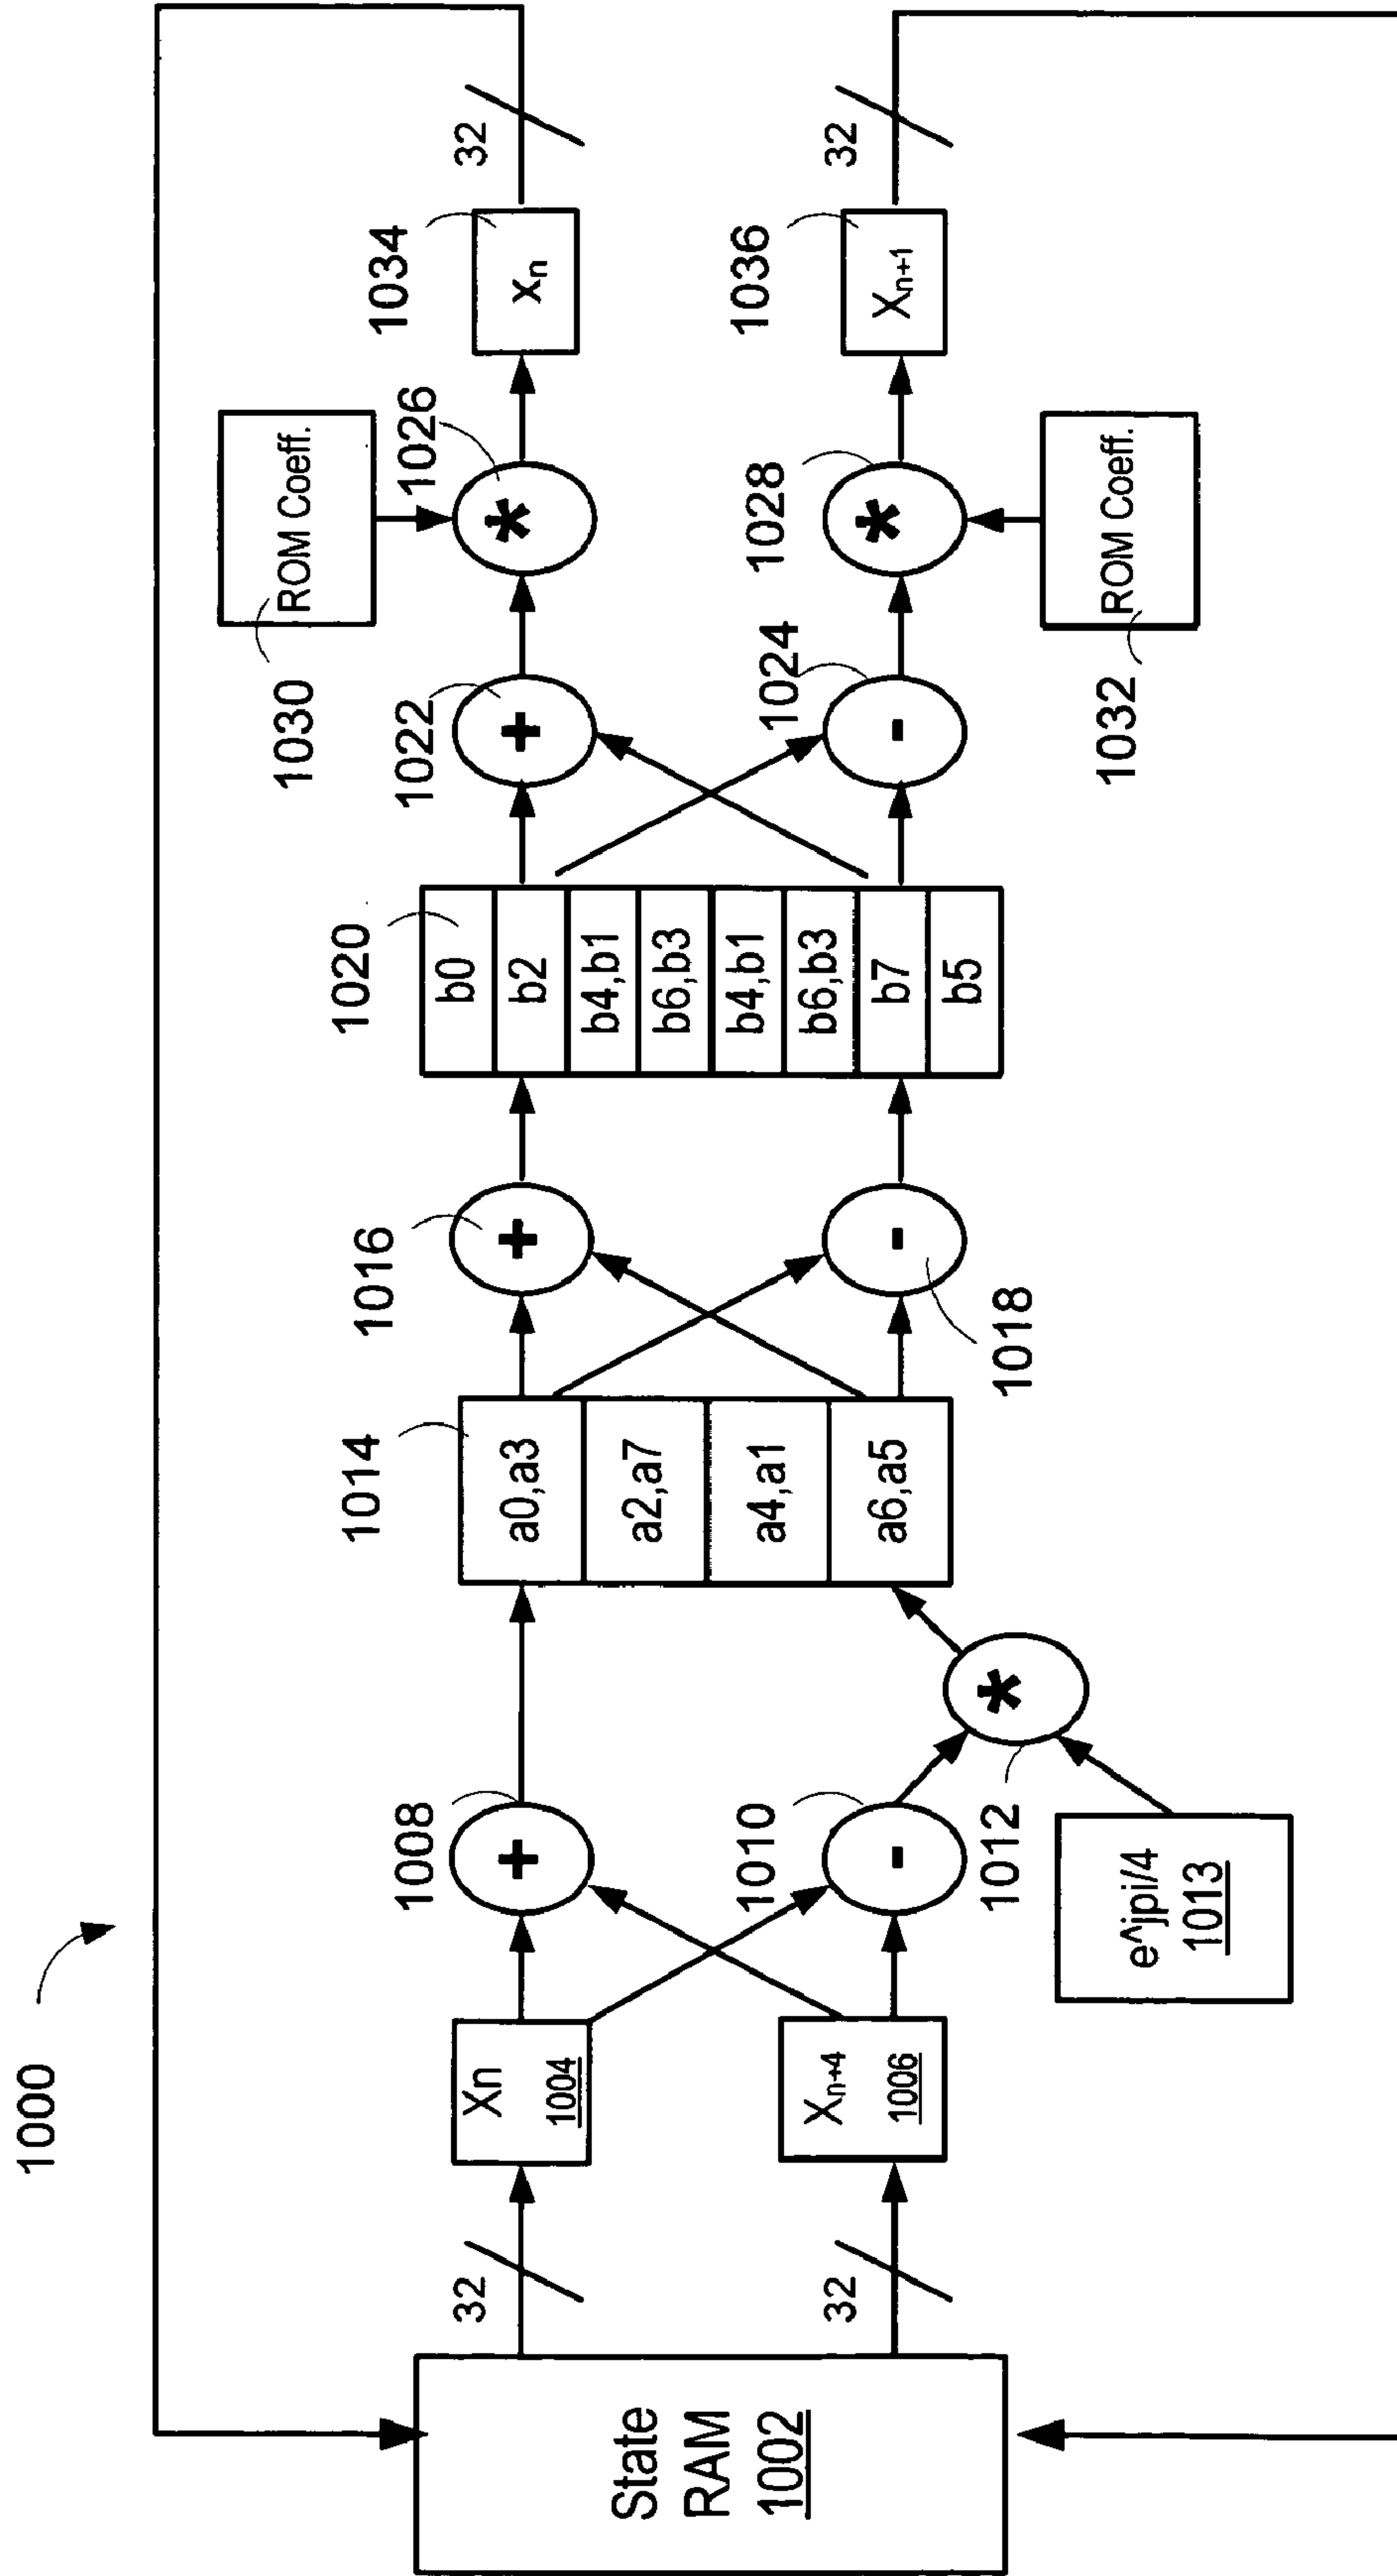 1000
State
RAM
1002
32
32
Xn
1004
Xn+4
1006
1008
+
1010
-
1012
*
e^jpi/4
1013
1014
a0,a3
a2,a7
a4,a1
a6,a5
1016
+
1018
-
1020
b0
b2
b4,b1
b6,b3
b4,b1
b6,b3
b7
b5
1022
+
1024
-
1030
ROM Coeff.
1026
*
1028
*
1032
ROM Coeff.
1034
xn
1036
Xn+1
32
32